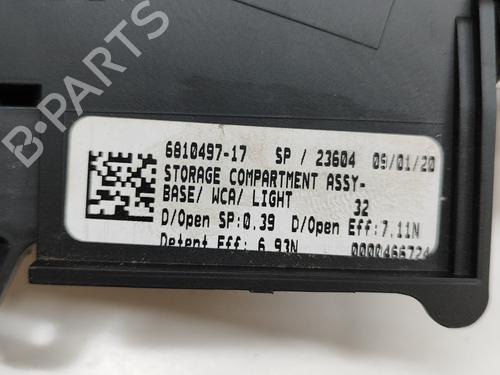 6810497-17 SP / 23604 09/01/20
STORAGE COMPARTMENT ASSY-
BASE/ WCA/ LIGHT 32
D/Open SP:0.39 D/Open Eff:7.11N
Detent Eff: 6.93N 0000466724
B-PARTS